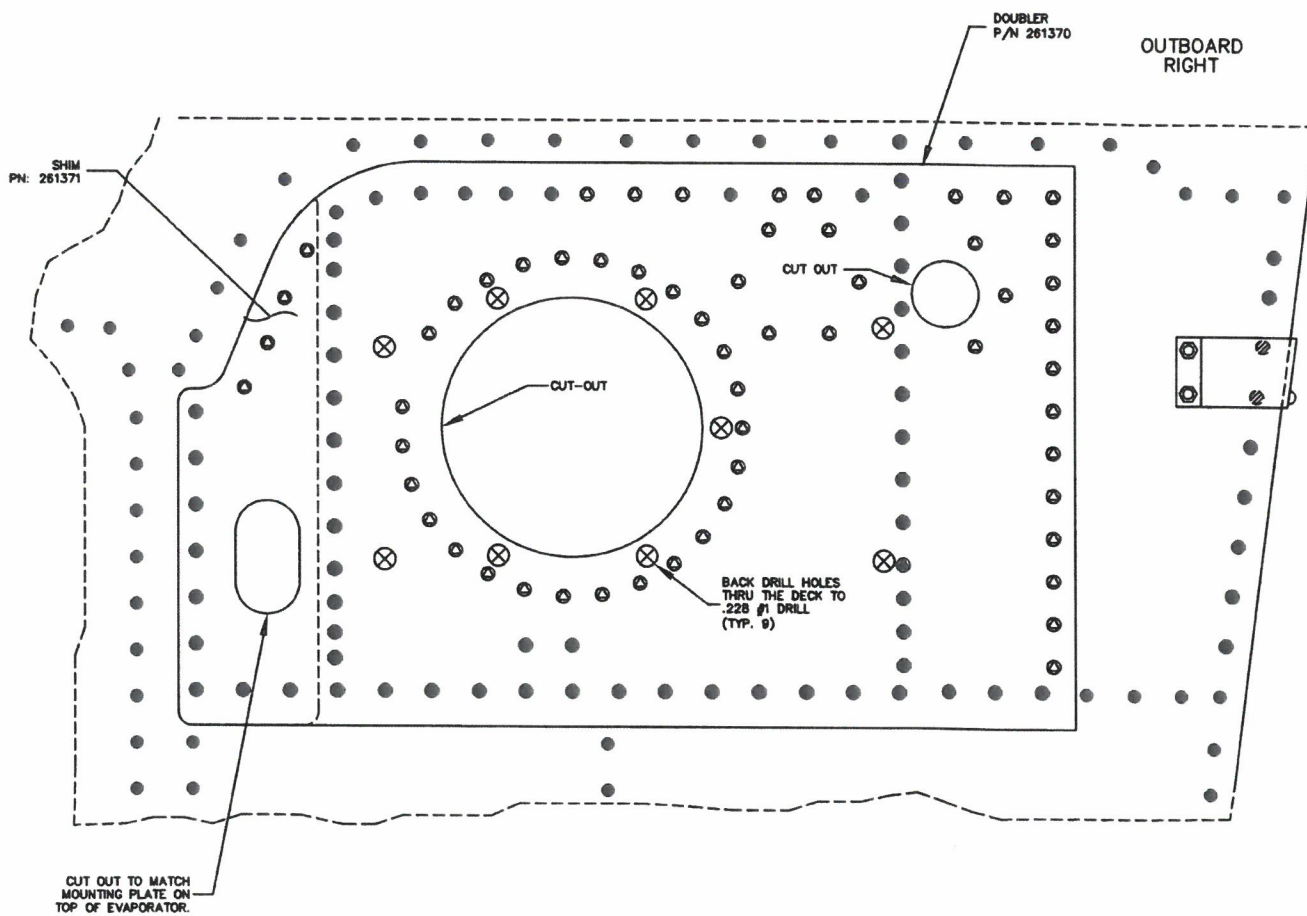 DOUBLER
P/N 261370
OUTBOARD
RIGHT
SHIM
PN: 261371
CUT OUT
CUT-OUT
BACK DRILL HOLES
THRU THE DECK TO
.228 #1 DRILL
(TYP. 9)
CUT OUT TO MATCH
MOUNTING PLATE ON
TOP OF EVAPORATOR.